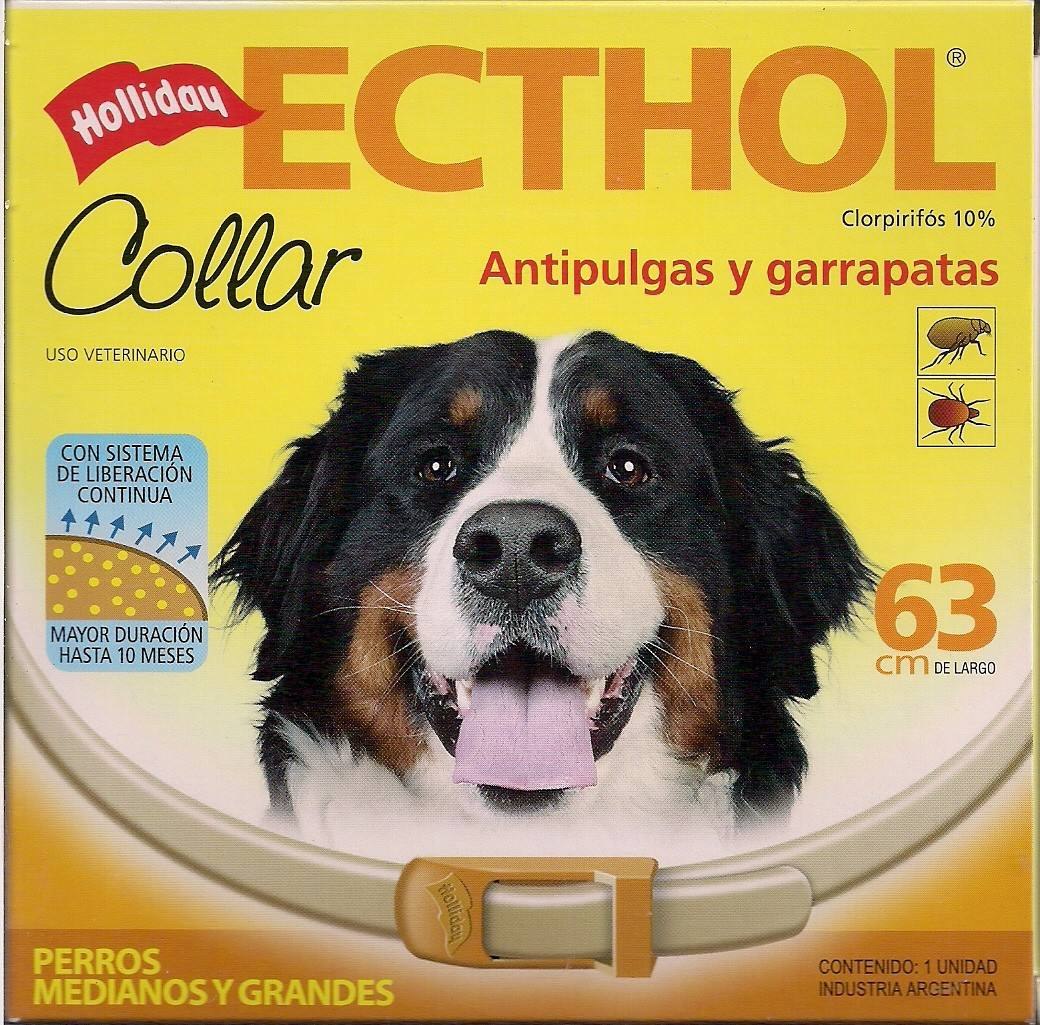 Holliday
ECTHOL®
Clorpirifós 10%
Collar
Antipulgas y garrapatas
USO VETERINARIO
CON SISTEMA
DE LIBERACIÓN
CONTINUA
MAYOR DURACIÓN
HASTA 10 MESES
63
cm DE LARGO
Holliday
PERROS
MEDIANOS Y GRANDES
CONTENIDO: 1 UNIDAD
INDUSTRIA ARGENTINA